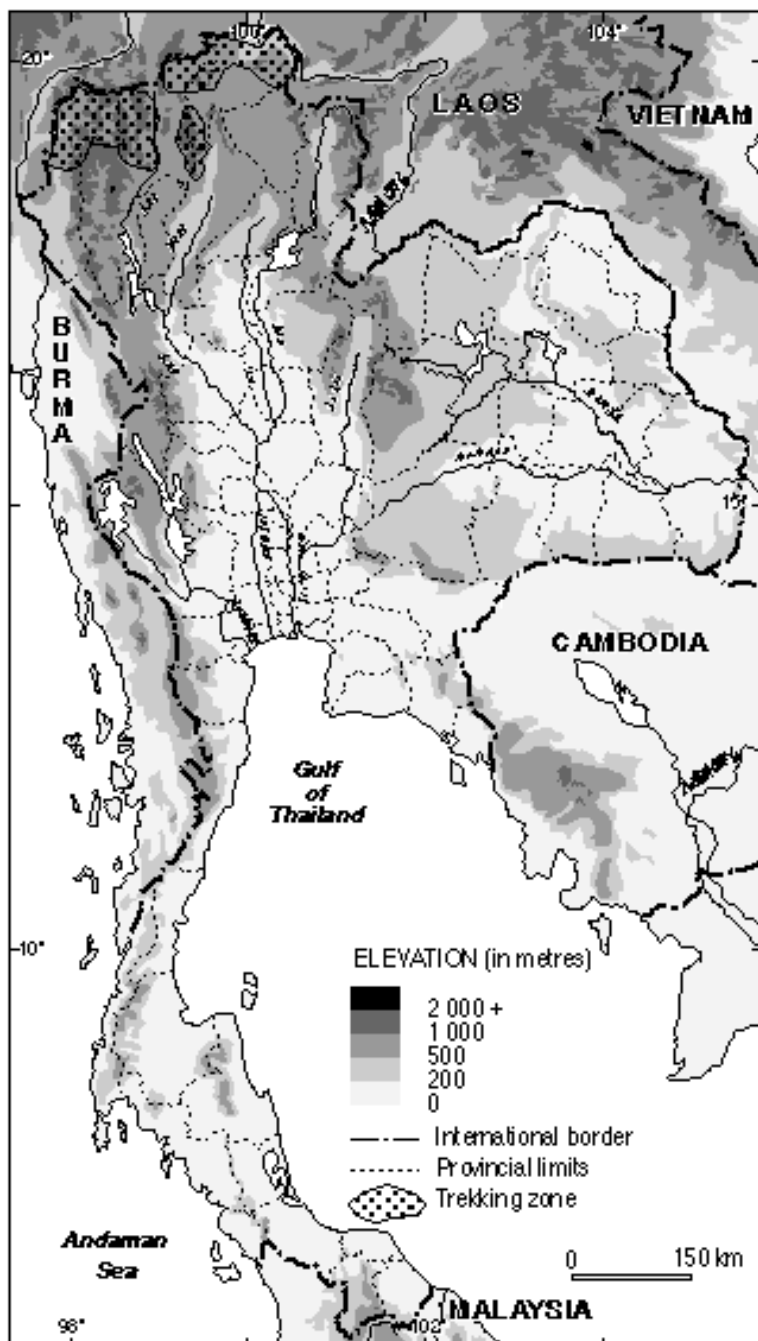 100°
104°
20°
LAOS
VIETNAM
BURMA
15°
CAMBODIA
Gulf
of
Thailand
10°
ELEVATION (in metres)
2 000 +
1 000
500
200
0
International border
Provincial limits
Trekking zone
Andaman
Sea
0
150 km
MALAYSIA
98°
102°